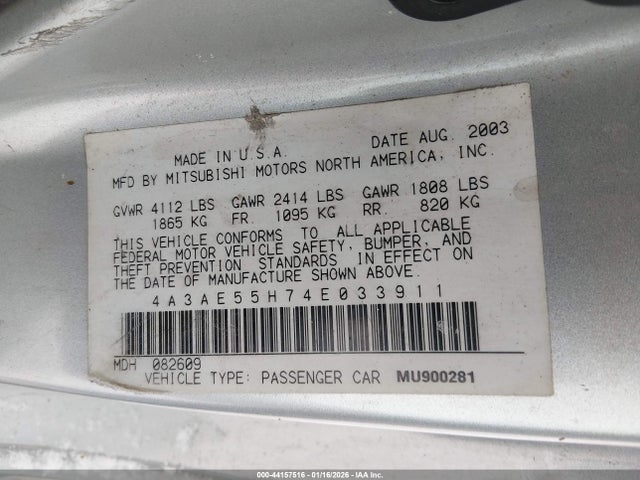 MADE IN U.S.A. DATE AUG. 2003
MFD BY MITSUBISHI MOTORS NORTH AMERICA, INC.
GVWR 4112 LBS GAWR 2414 LBS GAWR 1808 LBS
1865 KG FR. 1095 KG RR. 820 KG
THIS VEHICLE CONFORMS TO ALL APPLICABLE
FEDERAL MOTOR VEHICLE SAFETY, BUMPER, AND
THEFT PREVENTION STANDARDS IN EFFECT ON
THE DATE OF MANUFACTURE SHOWN ABOVE.
4A3AE55H74E033911
MDH 082609
VEHICLE TYPE: PASSENGER CAR MU900281
000-44157516 - 01/16/2026 - IAAI.COM